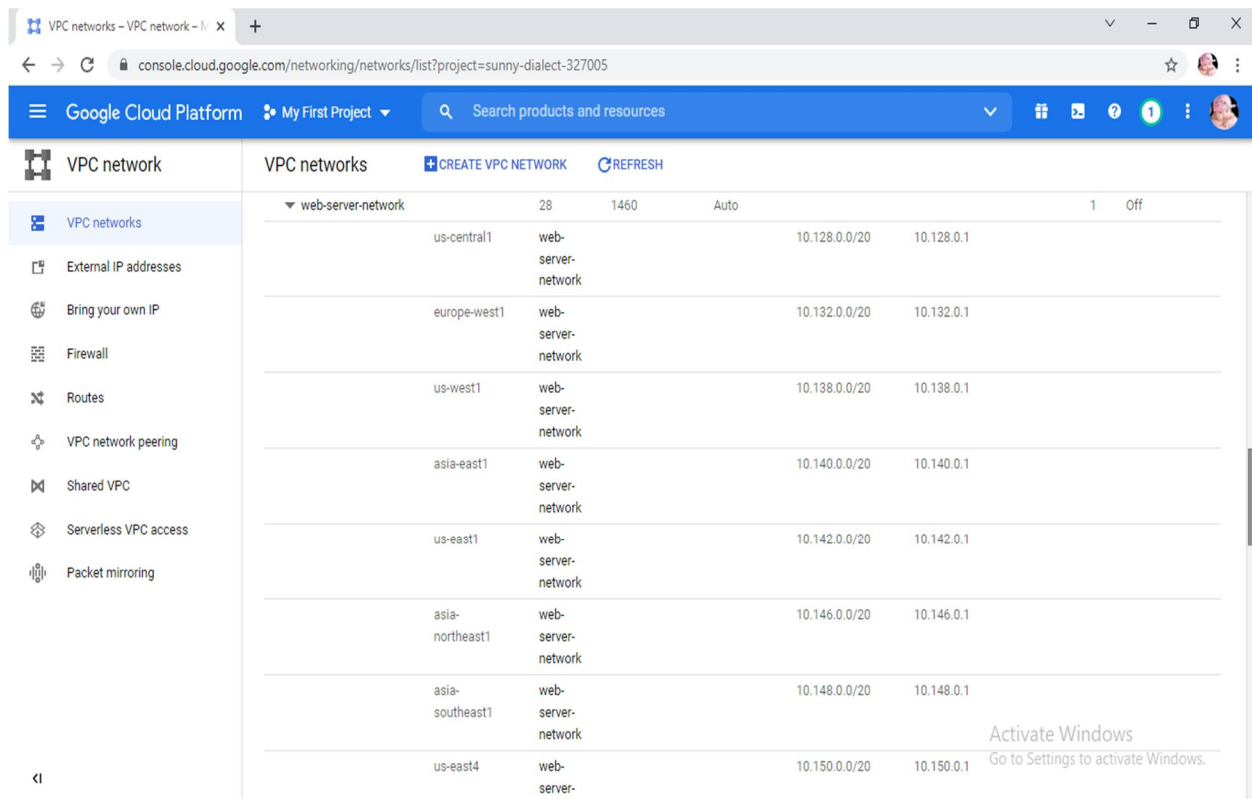 VPC networks – VPC network – M
console.cloud.google.com/networking/networks/list?project=sunny-dialect-327005
Google Cloud Platform My First Project Search products and resources 1
VPC network VPC networks CREATE VPC NETWORK REFRESH
VPC networks
External IP addresses
Bring your own IP
Firewall
Routes
VPC network peering
Shared VPC
Serverless VPC access
Packet mirroring
web-server-network 28 1460 Auto 1 Off
us-central1 web- 10.128.0.0/20 10.128.0.1
server-
network
europe-west1 web- 10.132.0.0/20 10.132.0.1
server-
network
us-west1 web- 10.138.0.0/20 10.138.0.1
server-
network
asia-east1 web- 10.140.0.0/20 10.140.0.1
server-
network
us-east1 web- 10.142.0.0/20 10.142.0.1
server-
network
asia- web- 10.146.0.0/20 10.146.0.1
northeast1 server-
network
asia- web- 10.148.0.0/20 10.148.0.1
southeast1 server-
network
us-east4 web- 10.150.0.0/20 10.150.0.1
server-
Activate Windows
Go to Settings to activate Windows.